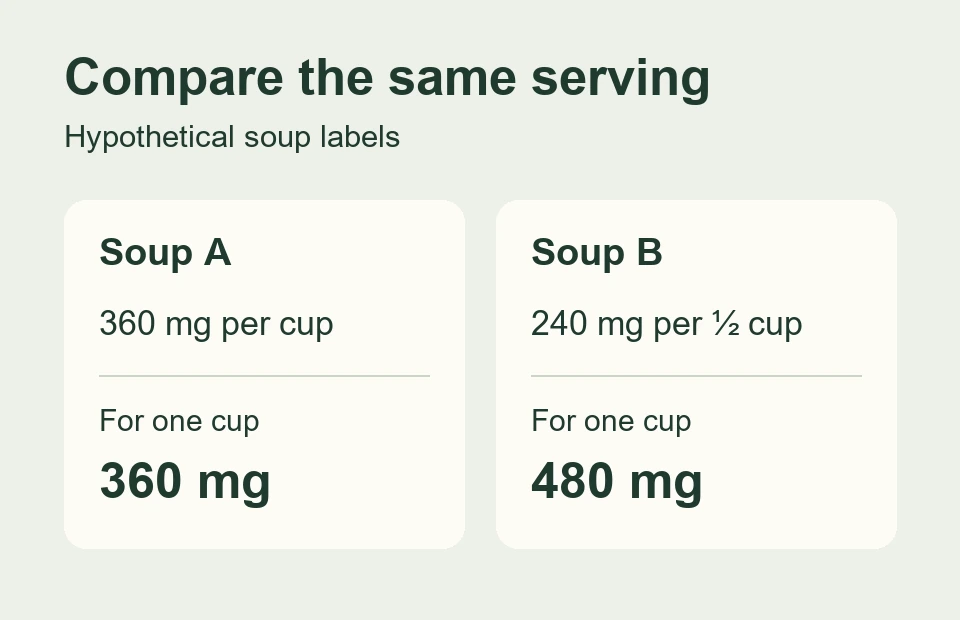 Compare the same serving
Hypothetical soup labels
Soup A
360 mg per cup
For one cup
360 mg
Soup B
240 mg per ½ cup
For one cup
480 mg